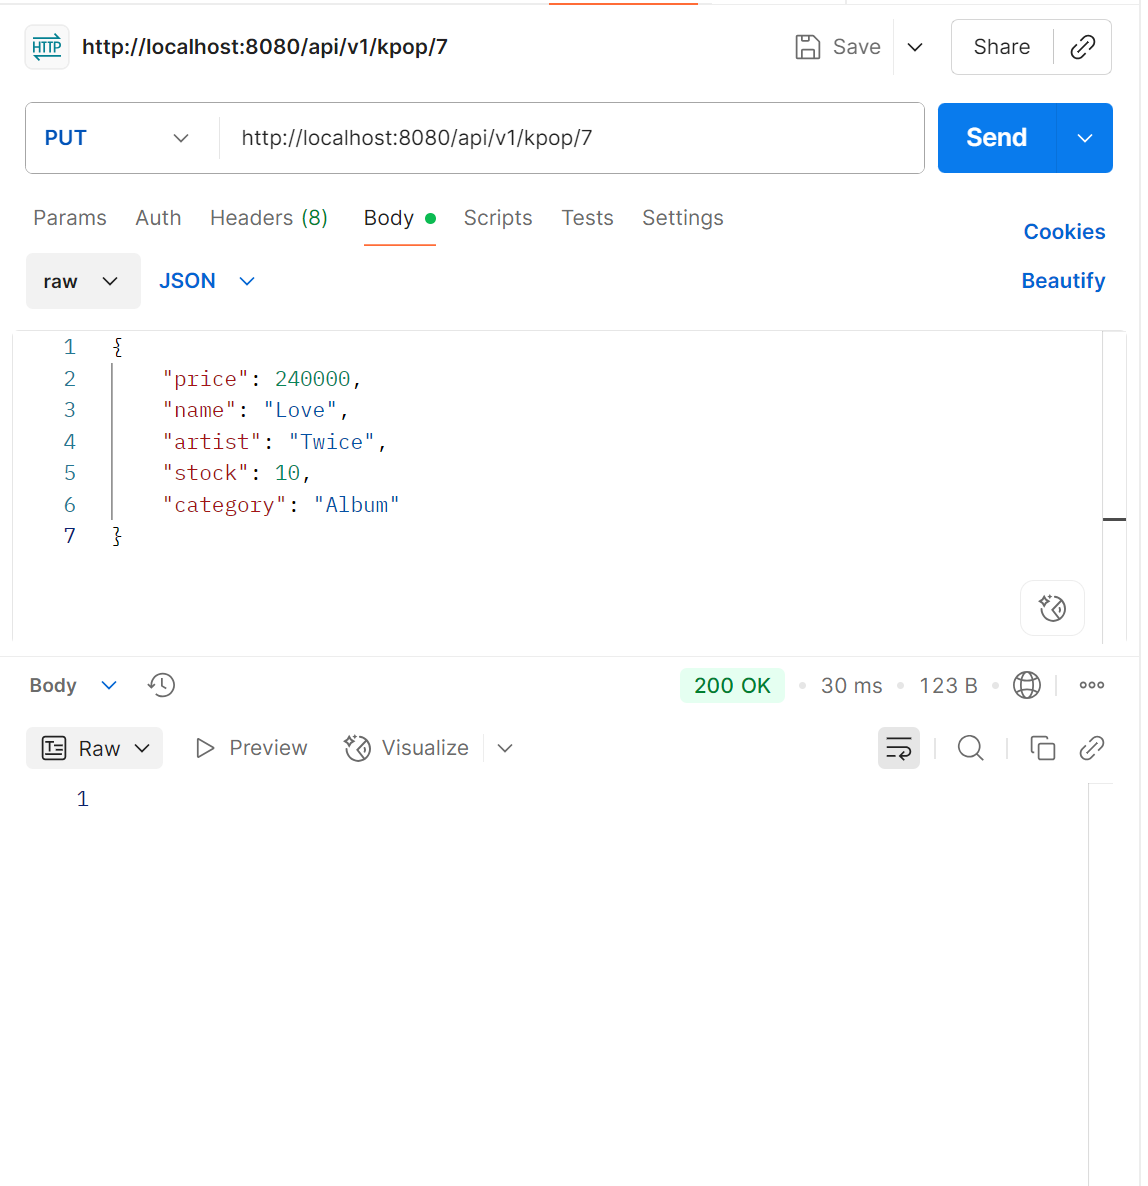 HTTP http://localhost:8080/api/v1/kpop/7 Save Share
PUT http://localhost:8080/api/v1/kpop/7 Send
Params Auth Headers (8) Body Scripts Tests Settings Cookies
raw JSON Beautify
1 {
2 "price": 240000,
3 "name": "Love",
4 "artist": "Twice",
5 "stock": 10,
6 "category": "Album"
7 }
Body 200 OK • 30 ms • 123 B
Raw Preview Visualize
1